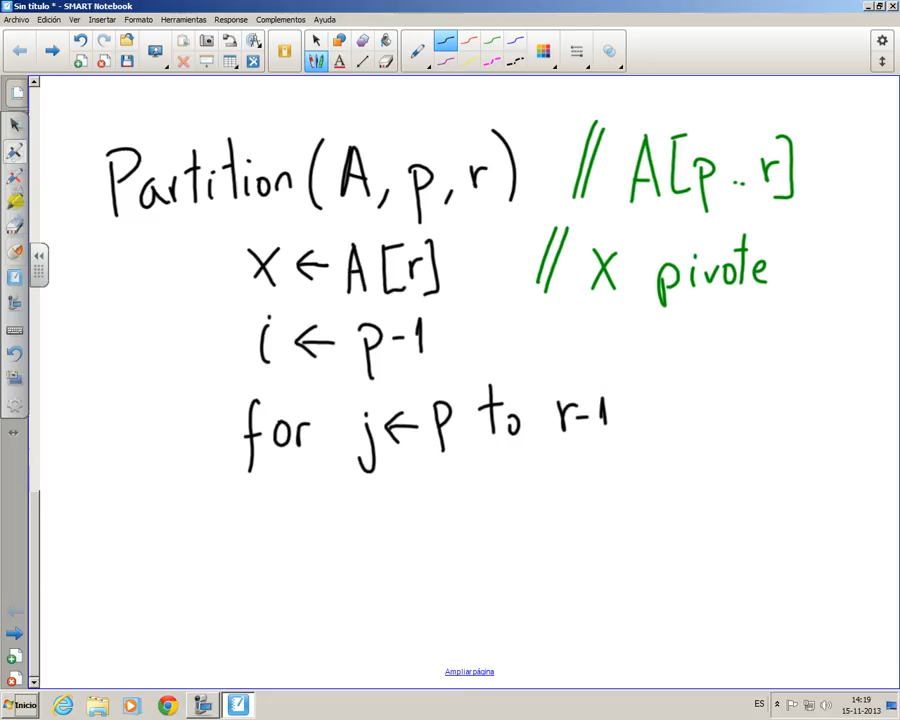 Sin título * - SMART Notebook
Archivo Edición Ver Insertar Formato Herramientas Response Complementos Ayuda
Partition(A, p, r) // A[p..r]
x ← A[r] // x pivote
i ← p-1
for j ← p to r-1
Ampliar página
Inicio
ES
14:19
15-11-2013